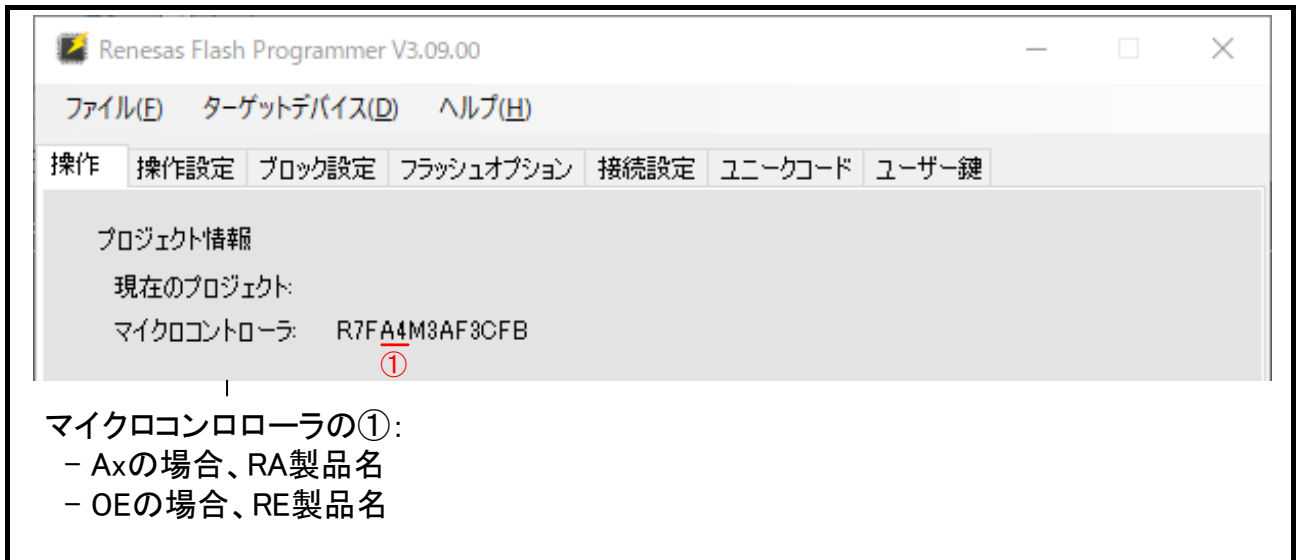 Renesas Flash Programmer V3.09.00
ファイル(F) ターゲットデバイス(D) ヘルプ(H)
操作 操作設定 ブロック設定 フラッシュオプション 接続設定 ユニークコード ユーザー鍵
プロジェクト情報
現在のプロジェクト:
マイクロコントローラ: R7FA4M3AF3CFB
①
マイクロコンロローラの①:
- Axの場合、RA製品名
- 0Eの場合、RE製品名